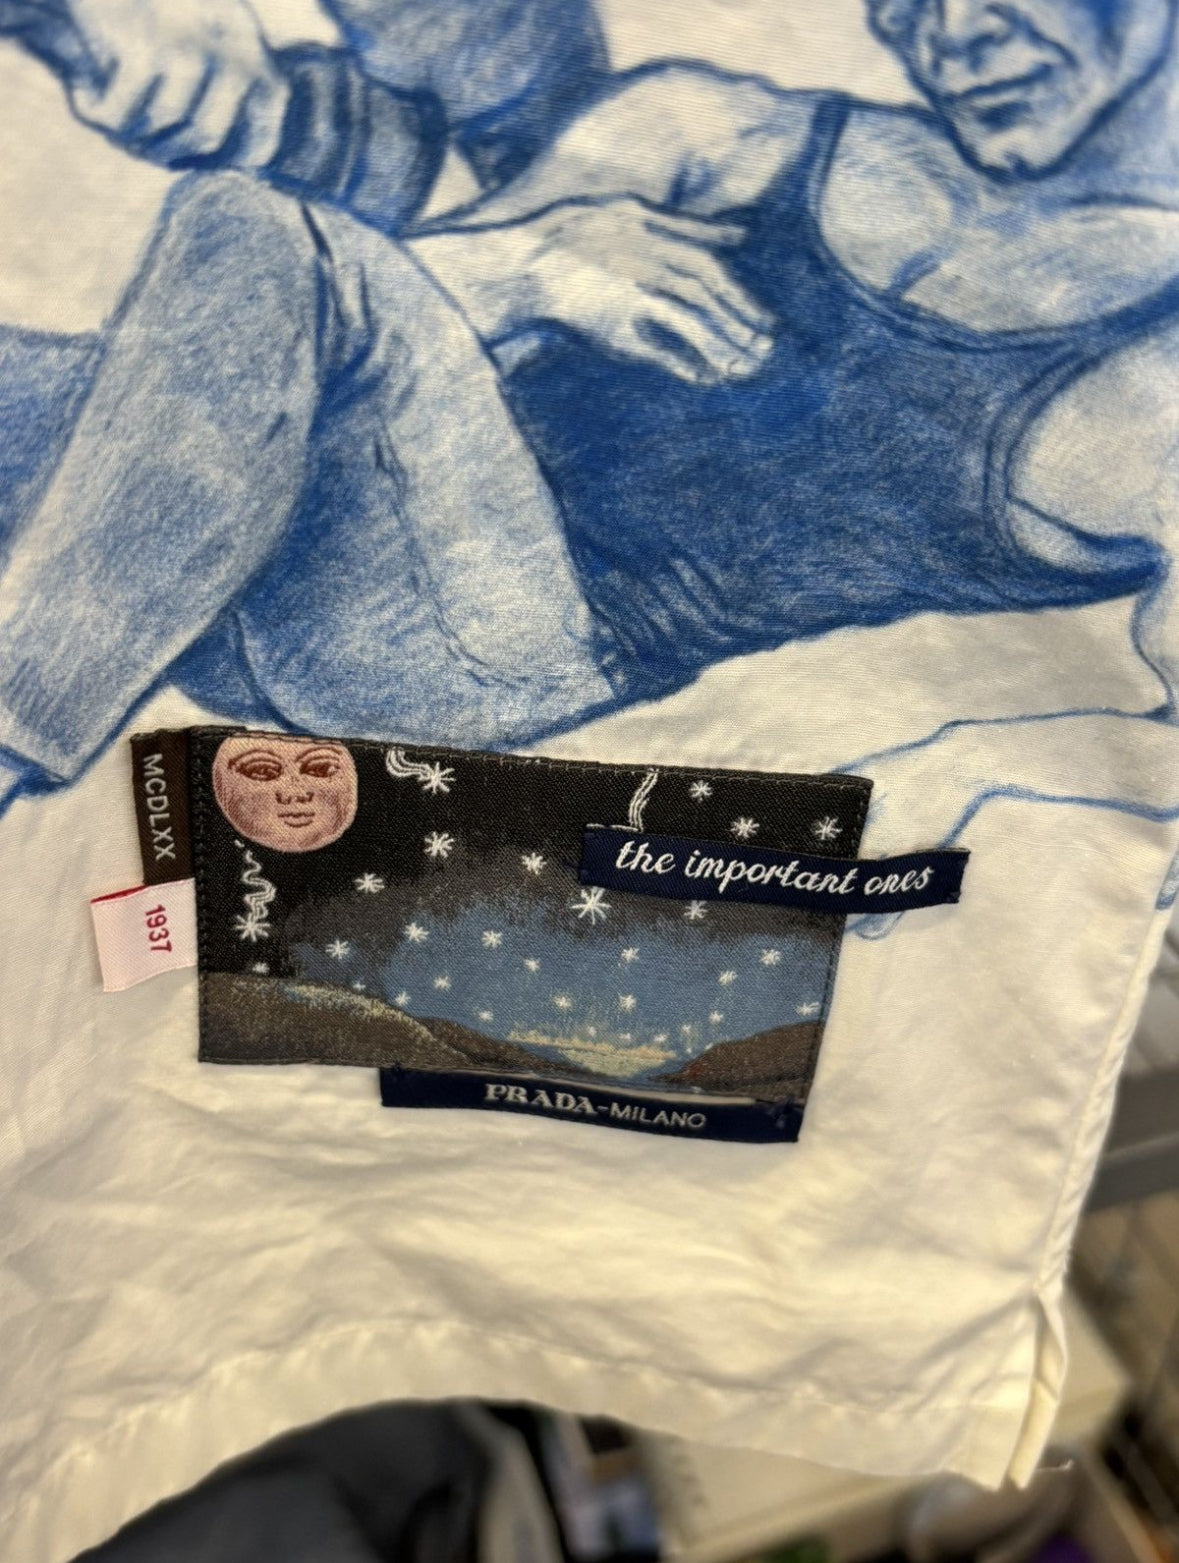 MCDLXX
1937
the important ones
PRADA-MILANO